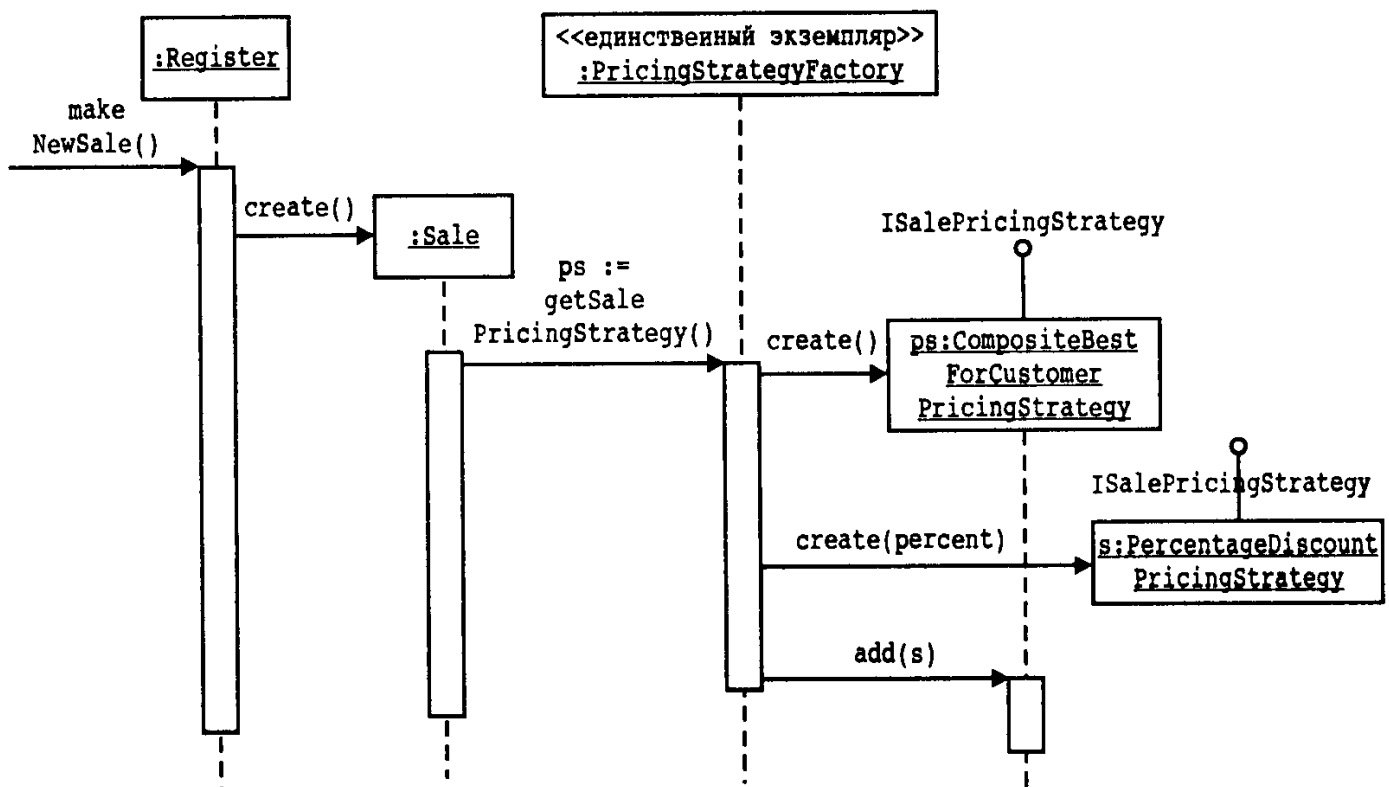 :Register
<<единственный экземпляр>>
:PricingStrategyFactory
make
NewSale()
create()
:Sale
ps :=
getSale
PricingStrategy()
ISalePricingStrategy
create()
ps:CompositeBest
ForCustomer
PricingStrategy
ISalePricingStrategy
create(percent)
s:PercentageDiscount
PricingStrategy
add(s)